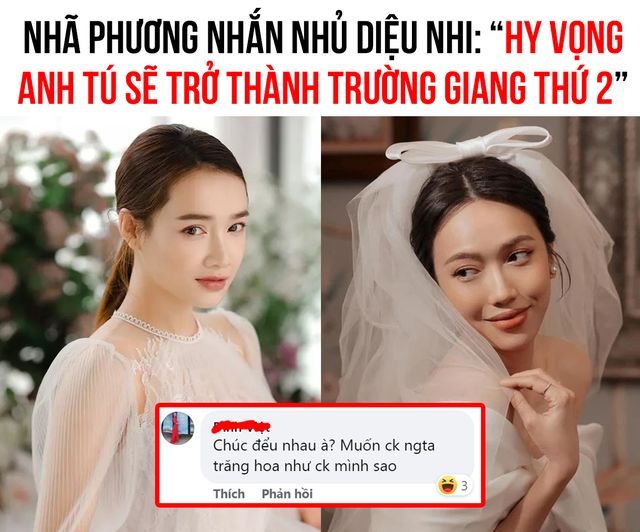 NHÃ PHƯƠNG NHẮN NHỦ DIỆU NHI: “HY VỌNG
ANH TÚ SẼ TRỞ THÀNH TRƯỜNG GIANG THỨ 2”
Chúc đểu nhau à? Muốn ck ngta
trăng hoa như ck mình sao
Thích Phản hồi 3